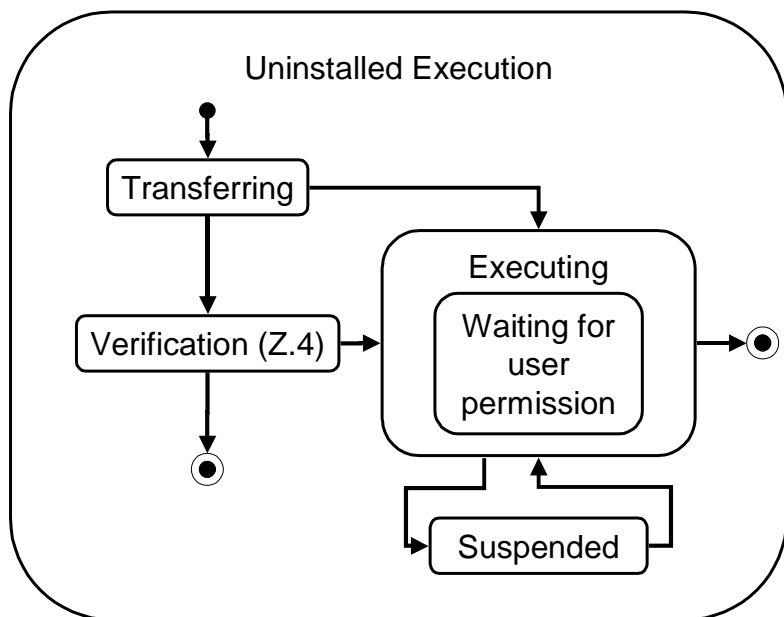 Uninstalled Execution
Transferring
Executing
Verification (Z.4)
Waiting for
user
permission
Suspended